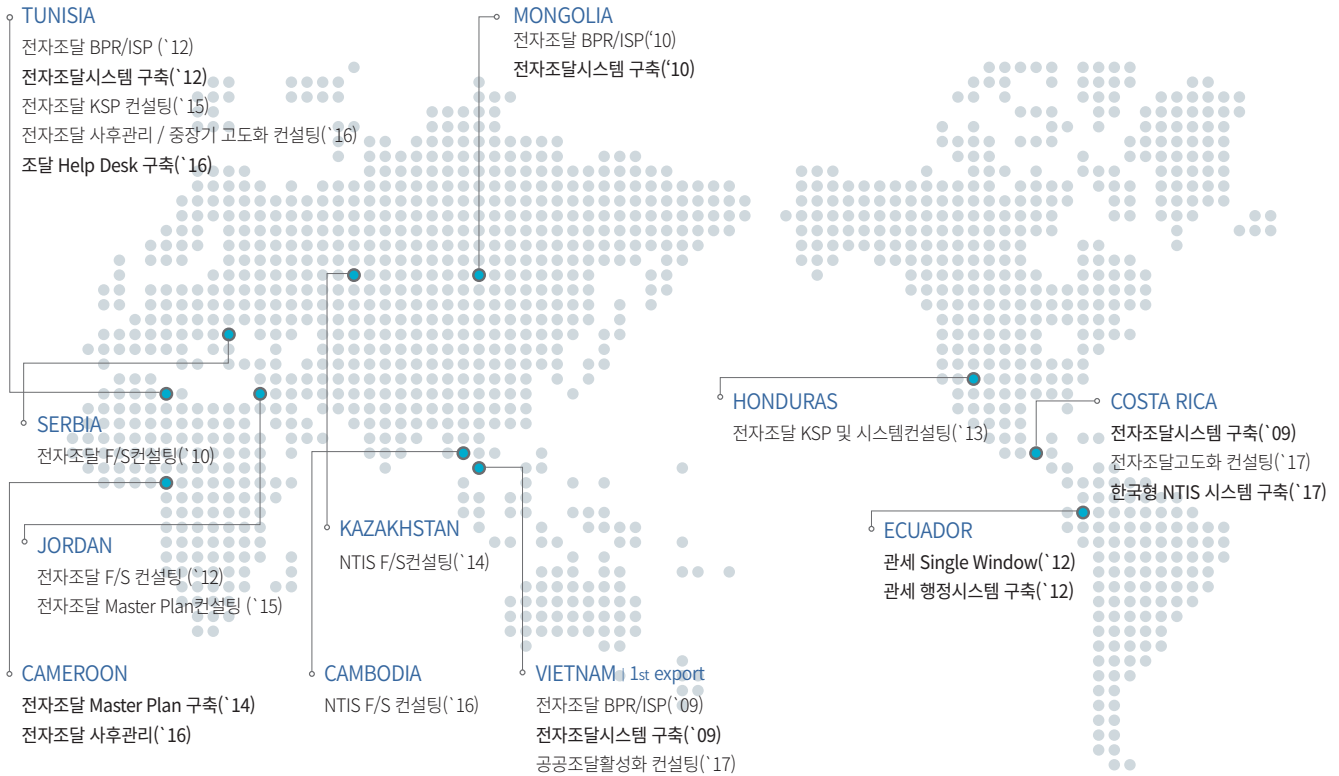 TUNISIA
전자조달 BPR/ISP (`12)
전자조달시스템 구축(`12)
전자조달 KSP 컨설팅(`15)
전자조달 사후관리 / 중장기 고도화 컨설팅(`16)
조달 Help Desk 구축(`16)
MONGOLIA
전자조달 BPR/ISP(‘10)
전자조달시스템 구축(‘10)
SERBIA
전자조달 F/S컨설팅(`10)
HONDURAS
전자조달 KSP 및 시스템컨설팅(`13)
COSTA RICA
전자조달시스템 구축(`09)
전자조달고도화 컨설팅(`17)
한국형 NTIS 시스템 구축(`17)
JORDAN
전자조달 F/S 컨설팅 (`12)
전자조달 Master Plan컨설팅 (`15)
KAZAKHSTAN
NTIS F/S컨설팅(`14)
ECUADOR
관세 Single Window(`12)
관세 행정시스템 구축(`12)
CAMEROON
전자조달 Master Plan 구축(`14)
전자조달 사후관리(`16)
CAMBODIA
NTIS F/S 컨설팅(`16)
VIETNAM | 1st export
전자조달 BPR/ISP(`09)
전자조달시스템 구축(`09)
공공조달활성화 컨설팅(`17)